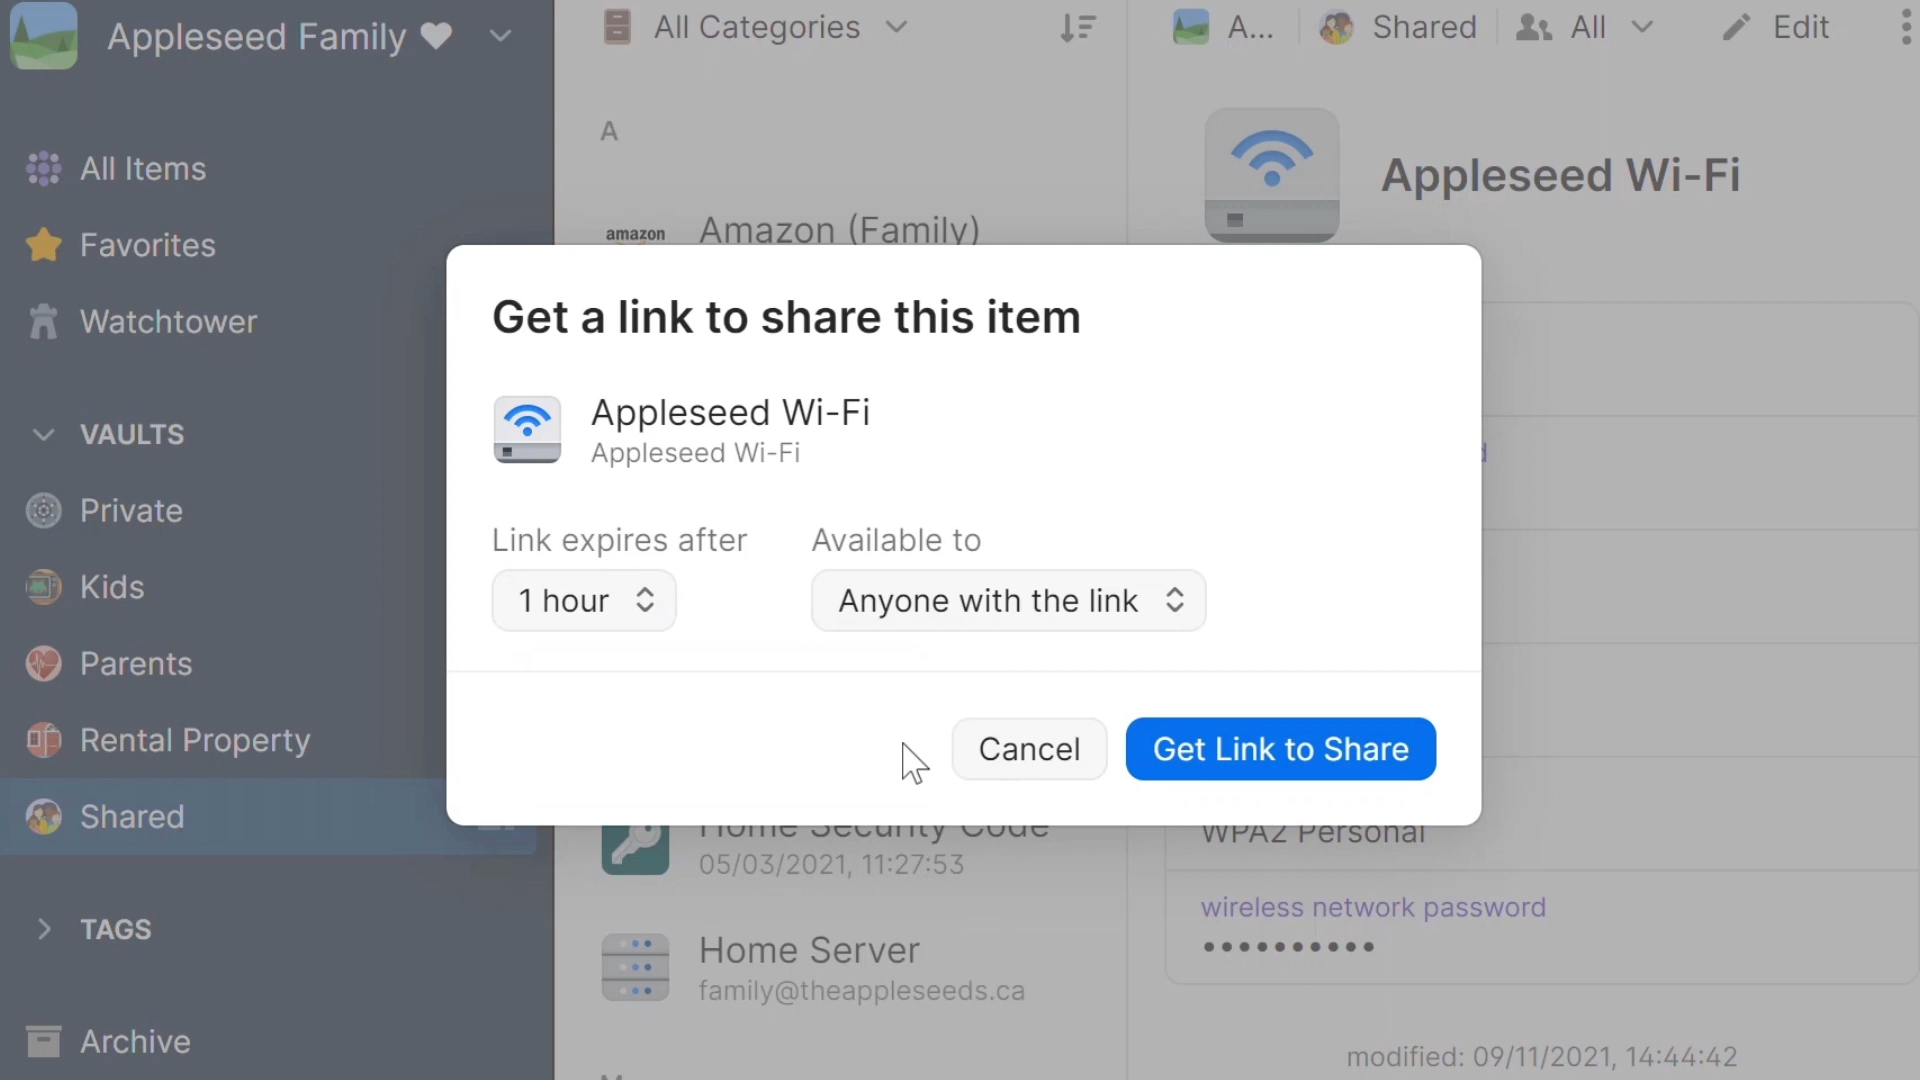 Appleseed Family
All Items
Favorites
Watchtower
VAULTS
Private
Kids
Parents
Rental Property
Shared
TAGS
Archive
All Categories
A
amazon
Amazon (Family)
Home Security Code
05/03/2021, 11:27:53
Home Server
family@theappleseeds.ca
A...
Shared
All
Edit
Appleseed Wi-Fi
WPA2 Personal
wireless network password
••••••••••
modified: 09/11/2021, 14:44:42
Get a link to share this item
Appleseed Wi-Fi
Appleseed Wi-Fi
Link expires after
Available to
1 hour
Anyone with the link
Cancel
Get Link to Share